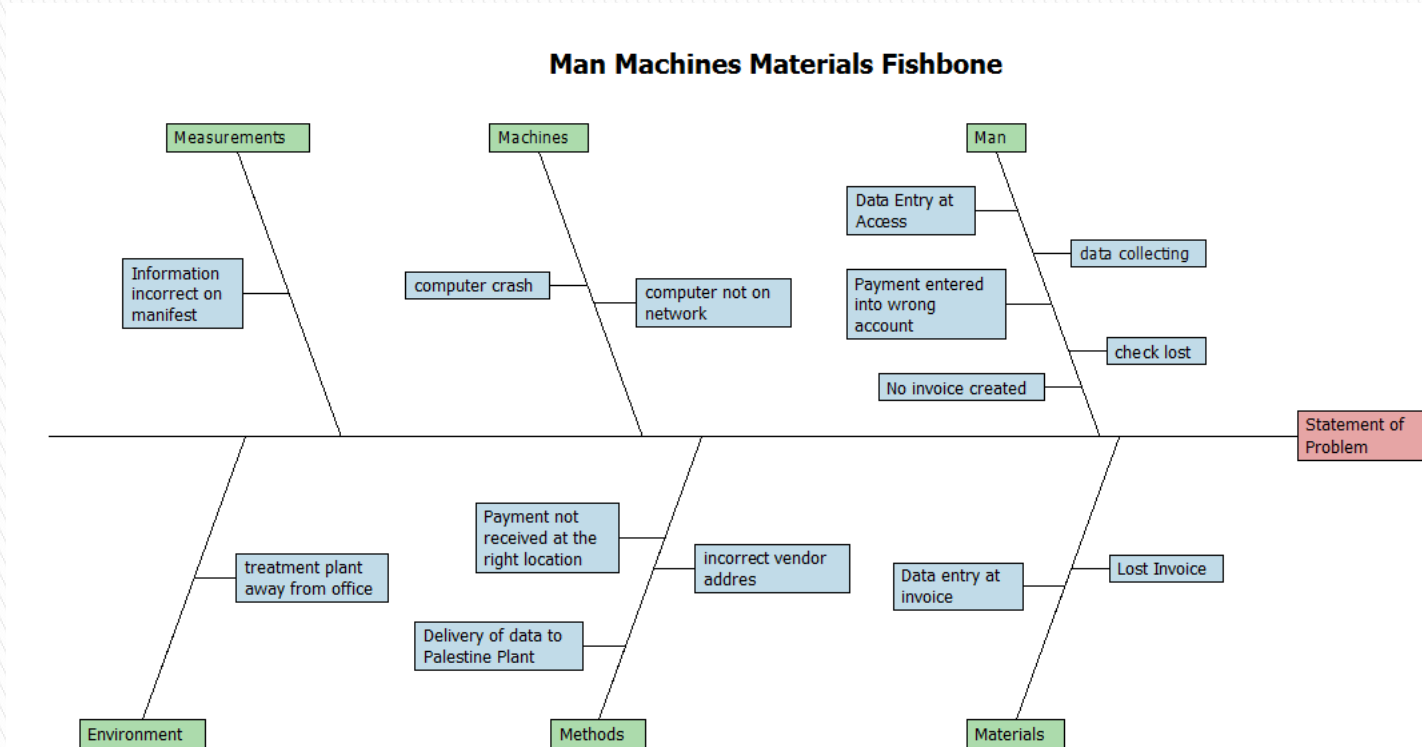 Man Machines Materials Fishbone
Measurements
Machines
Man
Data Entry at
Access
data collecting
Information
incorrect on
manifest
computer crash
computer not on
network
Payment entered
into wrong
account
check lost
No invoice created
Statement of
Problem
Payment not
received at the
right location
incorrect vendor
addres
treatment plant
away from office
Data entry at
invoice
Lost Invoice
Delivery of data to
Palestine Plant
Environment
Methods
Materials